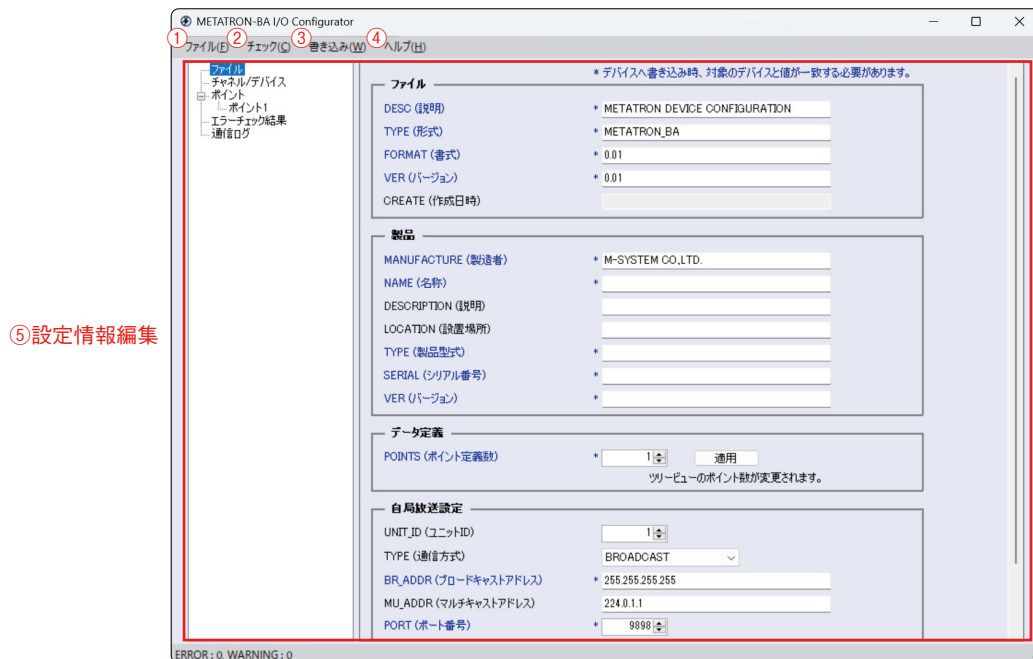 METATRON-BA I/O Configurator
① ② ③ ④
ファイル(F) チェック(C) 書き込み(W) ヘルプ(H)
ファイル
チャネル/デバイス
ポイント
ポイント1
エラーチェック結果
通信ログ
* デバイスへ書き込み時、対象のデバイスと値が一致する必要があります。
ファイル
DESC (説明) * METATRON DEVICE CONFIGURATION
TYPE (形式) * METATRON_BA
FORMAT (書式) * 0.01
VER (バージョン) * 0.01
CREATE (作成日時)
製品
MANUFACTURE (製造者) * M-SYSTEM CO.,LTD.
NAME (名称) *
DESCRIPTION (説明)
LOCATION (設置場所)
TYPE (製品型式) *
SERIAL (シリアル番号) *
VER (バージョン) *
⑤設定情報編集
データ定義
POINTS (ポイント定義数) * 1 適用
ツリービューのポイント数が変更されます。
自局放送設定
UNIT_ID (ユニットID) 1
TYPE (通信方式) BROADCAST
BR_ADDR (ブロードキャストアドレス) * 255.255.255.255
MU_ADDR (マルチキャストアドレス) 224.0.1.1
PORT (ポート番号) * 9898
ERROR : 0, WARNING : 0